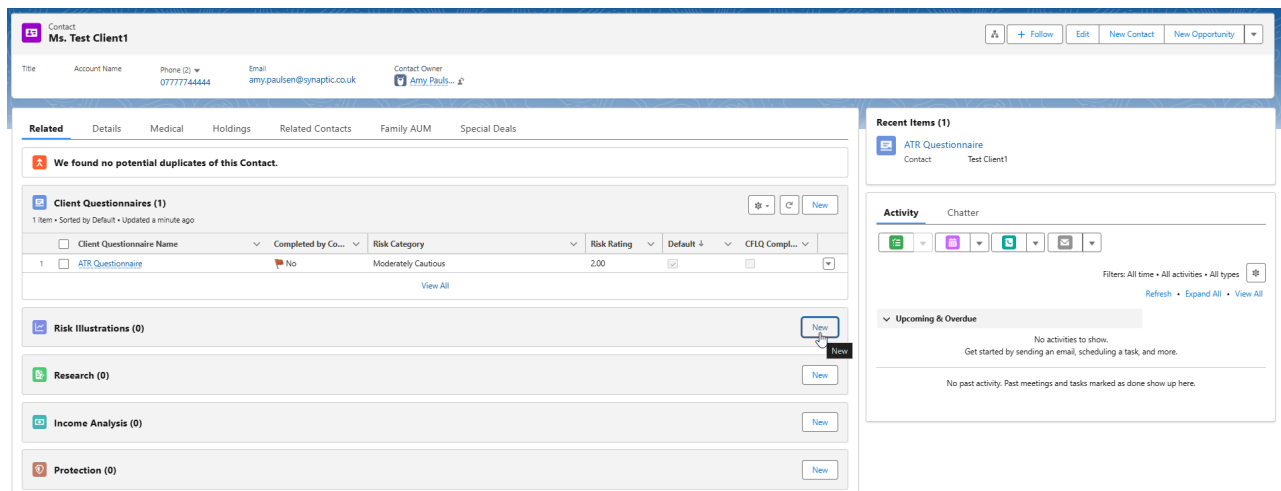 Contact
Ms. Test Client1
+ Follow
Edit
New Contact
New Opportunity
Title
Account Name
Phone (2)
Email
Contact Owner
07777744444
amy.paulsen@synaptic.co.uk
Amy Pauls...
Related
Details
Medical
Holdings
Related Contacts
Family AUM
Special Deals
We found no potential duplicates of this Contact.
Client Questionnaires (1)
1 item • Sorted by Default • Updated a minute ago
New
Client Questionnaire Name
Completed by Co...
Risk Category
Risk Rating
Default ↓
CFLQ Compl...
1
ATR Questionnaire
No
Moderately Cautious
2.00
View All
Risk Illustrations (0)
New
New
Research (0)
New
Income Analysis (0)
New
Protection (0)
New
Recent Items (1)
ATR Questionnaire
Contact
Test Client1
Activity
Chatter
Filters: All time • All activities • All types
Refresh • Expand All • View All
Upcoming & Overdue
No activities to show.
Get started by sending an email, scheduling a task, and more.
No past activity. Past meetings and tasks marked as done show up here.